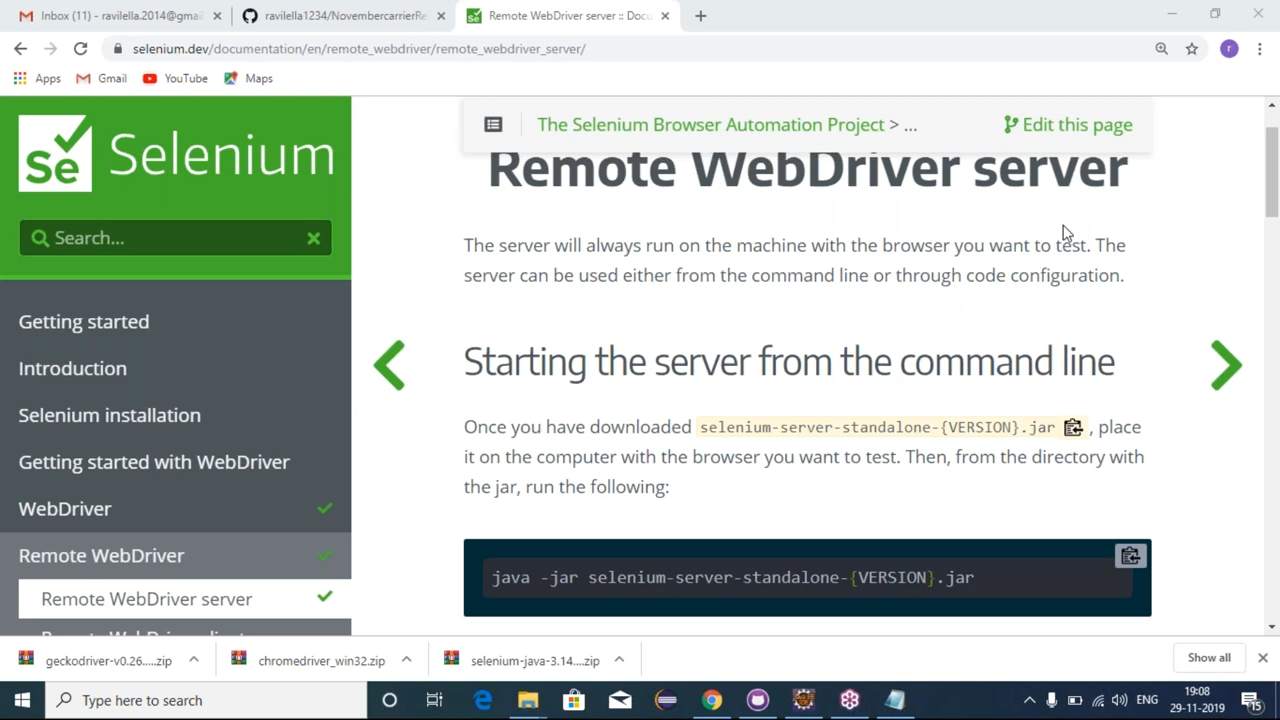 Inbox (11) - ravilella.2014@gmai
ravilella1234/NovembercarrierRe
Remote WebDriver server :: Docu
selenium.dev/documentation/en/remote_webdriver/remote_webdriver_server/
r
Apps
Gmail
YouTube
Maps
Se
Selenium
Search...
Getting started
Introduction
Selenium installation
Getting started with WebDriver
WebDriver
Remote WebDriver
Remote WebDriver server
The Selenium Browser Automation Project > ...
Edit this page
Remote WebDriver server
The server will always run on the machine with the browser you want to test. The
server can be used either from the command line or through code configuration.
Starting the server from the command line
Once you have downloaded selenium-server-standalone-{VERSION}.jar , place
it on the computer with the browser you want to test. Then, from the directory with
the jar, run the following:
java -jar selenium-server-standalone-{VERSION}.jar
geckodriver-v0.26.....zip
chromedriver_win32.zip
selenium-java-3.14....zip
Show all
Type here to search
ENG
19:08
29-11-2019
15